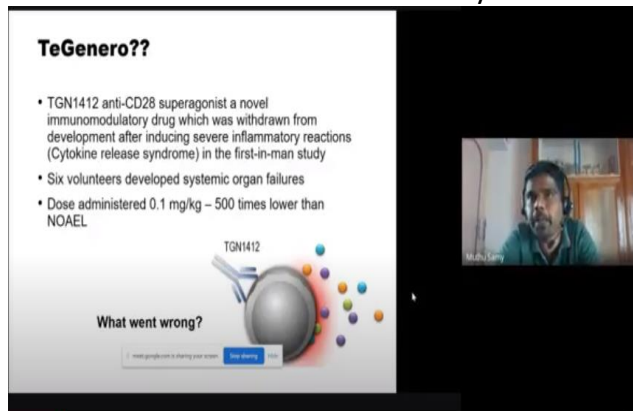 TeGenero??
• TGN1412 anti-CD28 superagonist a novel
immunomodulatory drug which was withdrawn from
development after inducing severe inflammatory reactions
(Cytokine release syndrome) in the first-in-man study
• Six volunteers developed systemic organ failures
• Dose administered 0.1 mg/kg – 500 times lower than
NOAEL
TGN1412
Muthu Samy
What went wrong?
meet.google.com is sharing your screen. Stop sharing Hide